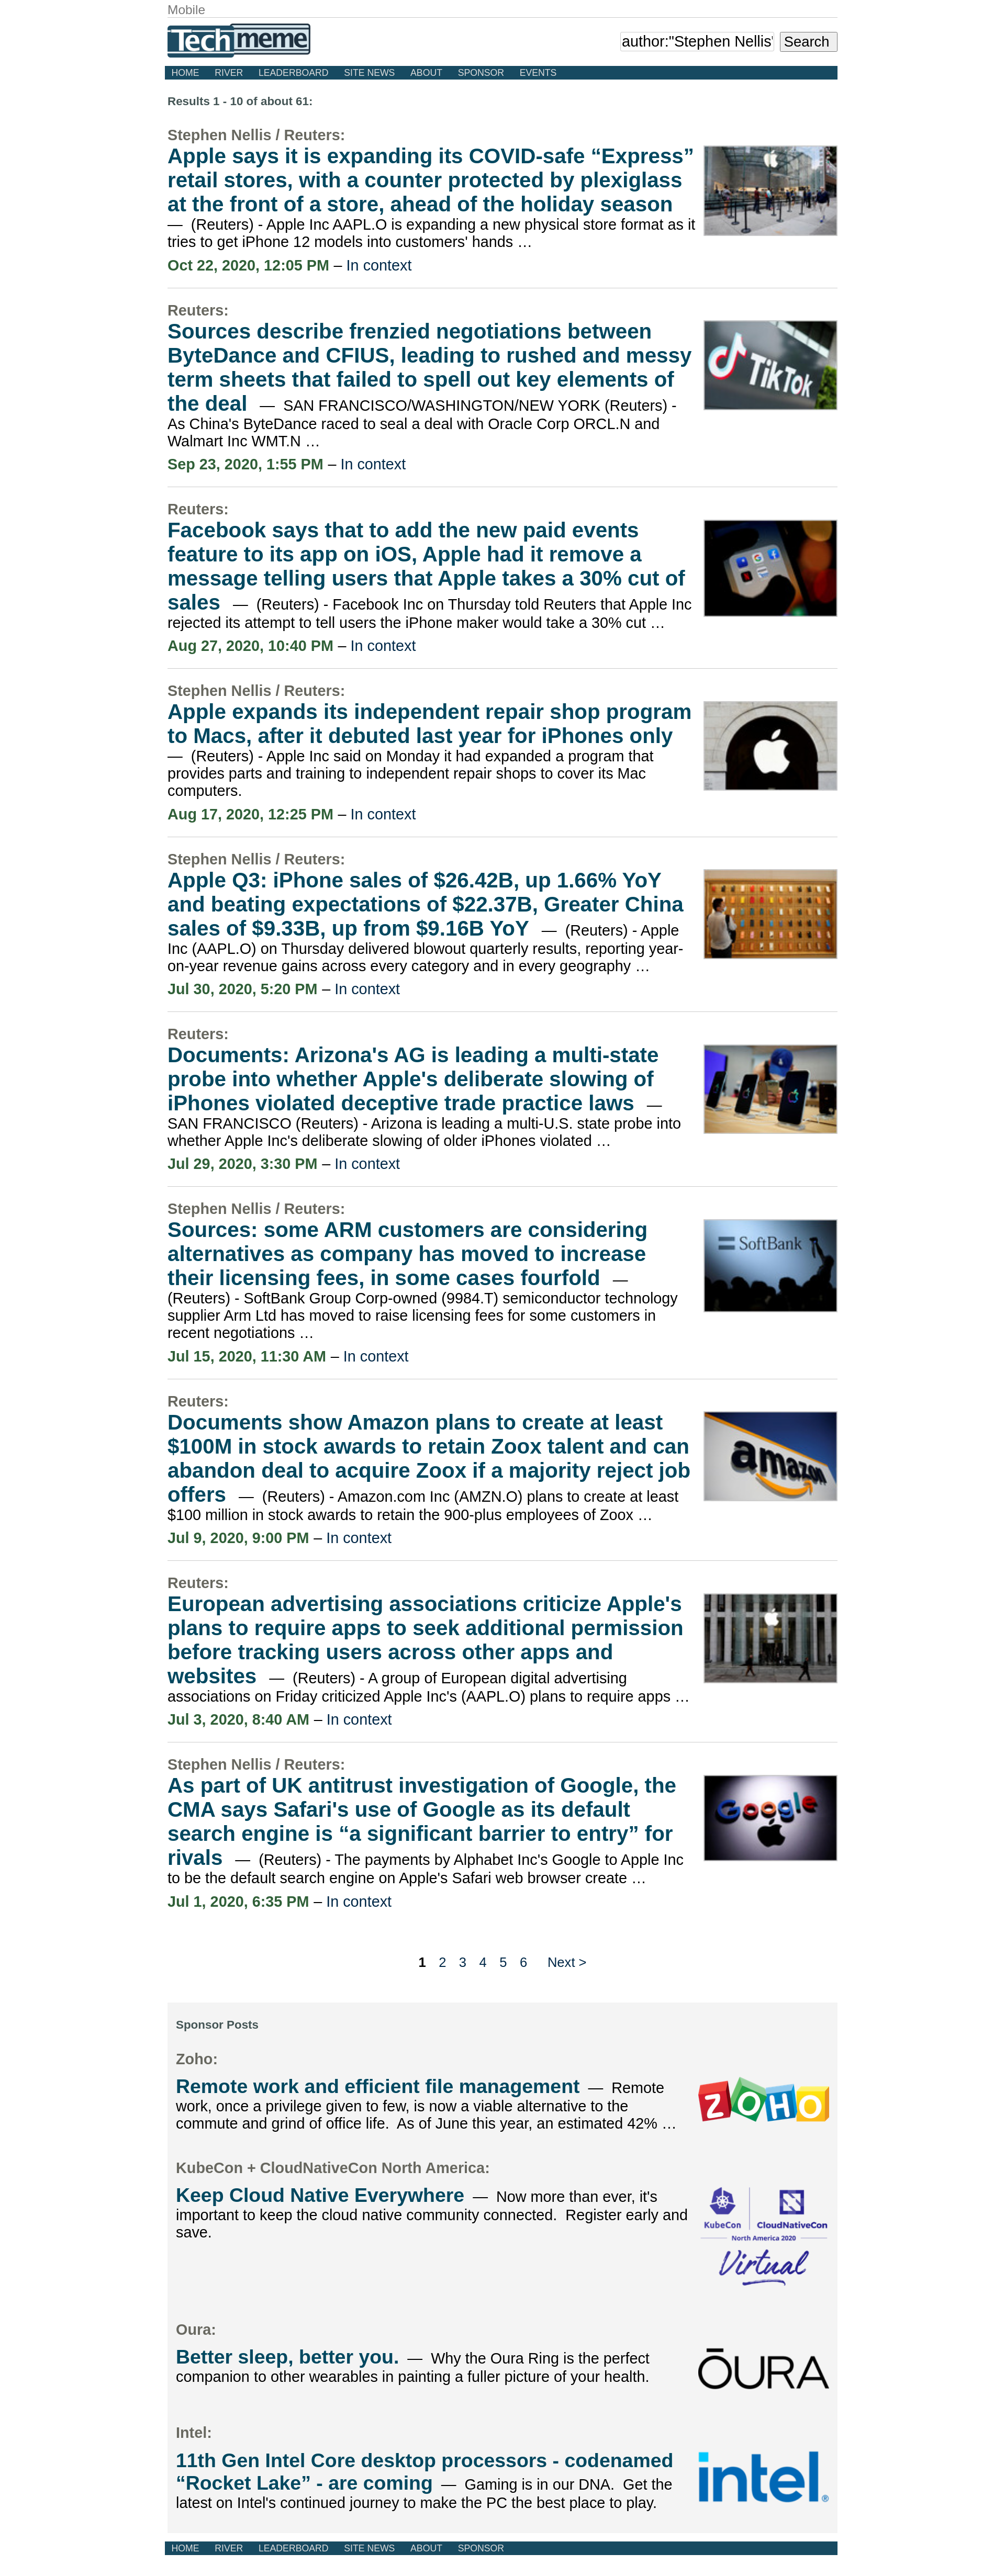 Mobile
Techmeme
author:"Stephen Nellis"
Search
HOME RIVER LEADERBOARD SITE NEWS ABOUT SPONSOR EVENTS
Results 1 - 10 of about 61:
Stephen Nellis / Reuters:
Apple says it is expanding its COVID-safe “Express”
retail stores, with a counter protected by plexiglass
at the front of a store, ahead of the holiday season
— (Reuters) - Apple Inc AAPL.O is expanding a new physical store format as it
tries to get iPhone 12 models into customers' hands …
Oct 22, 2020, 12:05 PM – In context
Reuters:
Sources describe frenzied negotiations between
ByteDance and CFIUS, leading to rushed and messy
term sheets that failed to spell out key elements of
the deal — SAN FRANCISCO/WASHINGTON/NEW YORK (Reuters) -
As China's ByteDance raced to seal a deal with Oracle Corp ORCL.N and
Walmart Inc WMT.N …
TikTok
Sep 23, 2020, 1:55 PM – In context
Reuters:
Facebook says that to add the new paid events
feature to its app on iOS, Apple had it remove a
message telling users that Apple takes a 30% cut of
sales — (Reuters) - Facebook Inc on Thursday told Reuters that Apple Inc
rejected its attempt to tell users the iPhone maker would take a 30% cut …
Aug 27, 2020, 10:40 PM – In context
Stephen Nellis / Reuters:
Apple expands its independent repair shop program
to Macs, after it debuted last year for iPhones only
— (Reuters) - Apple Inc said on Monday it had expanded a program that
provides parts and training to independent repair shops to cover its Mac
computers.
Aug 17, 2020, 12:25 PM – In context
Stephen Nellis / Reuters:
Apple Q3: iPhone sales of $26.42B, up 1.66% YoY
and beating expectations of $22.37B, Greater China
sales of $9.33B, up from $9.16B YoY — (Reuters) - Apple
Inc (AAPL.O) on Thursday delivered blowout quarterly results, reporting year-
on-year revenue gains across every category and in every geography …
Jul 30, 2020, 5:20 PM – In context
Reuters:
Documents: Arizona's AG is leading a multi-state
probe into whether Apple's deliberate slowing of
iPhones violated deceptive trade practice laws —
SAN FRANCISCO (Reuters) - Arizona is leading a multi-U.S. state probe into
whether Apple Inc's deliberate slowing of older iPhones violated …
Jul 29, 2020, 3:30 PM – In context
Stephen Nellis / Reuters:
Sources: some ARM customers are considering
alternatives as company has moved to increase
their licensing fees, in some cases fourfold —
(Reuters) - SoftBank Group Corp-owned (9984.T) semiconductor technology
supplier Arm Ltd has moved to raise licensing fees for some customers in
recent negotiations …
SoftBank
Jul 15, 2020, 11:30 AM – In context
Reuters:
Documents show Amazon plans to create at least
$100M in stock awards to retain Zoox talent and can
abandon deal to acquire Zoox if a majority reject job
offers — (Reuters) - Amazon.com Inc (AMZN.O) plans to create at least
$100 million in stock awards to retain the 900-plus employees of Zoox …
amazon
Jul 9, 2020, 9:00 PM – In context
Reuters:
European advertising associations criticize Apple's
plans to require apps to seek additional permission
before tracking users across other apps and
websites — (Reuters) - A group of European digital advertising
associations on Friday criticized Apple Inc's (AAPL.O) plans to require apps …
Jul 3, 2020, 8:40 AM – In context
Stephen Nellis / Reuters:
As part of UK antitrust investigation of Google, the
CMA says Safari's use of Google as its default
search engine is “a significant barrier to entry” for
rivals — (Reuters) - The payments by Alphabet Inc's Google to Apple Inc
to be the default search engine on Apple's Safari web browser create …
Google
Jul 1, 2020, 6:35 PM – In context
1 2 3 4 5 6 Next >
Sponsor Posts
Zoho:
Remote work and efficient file management — Remote
work, once a privilege given to few, is now a viable alternative to the
commute and grind of office life. As of June this year, an estimated 42% …
ZOHO
KubeCon + CloudNativeCon North America:
Keep Cloud Native Everywhere — Now more than ever, it's
important to keep the cloud native community connected. Register early and
save.
KubeCon CloudNativeCon
North America 2020
Virtual
Oura:
Better sleep, better you. — Why the Oura Ring is the perfect
companion to other wearables in painting a fuller picture of your health.
ŌURA
Intel:
11th Gen Intel Core desktop processors - codenamed
“Rocket Lake” - are coming — Gaming is in our DNA. Get the
latest on Intel's continued journey to make the PC the best place to play.
intel®
HOME RIVER LEADERBOARD SITE NEWS ABOUT SPONSOR